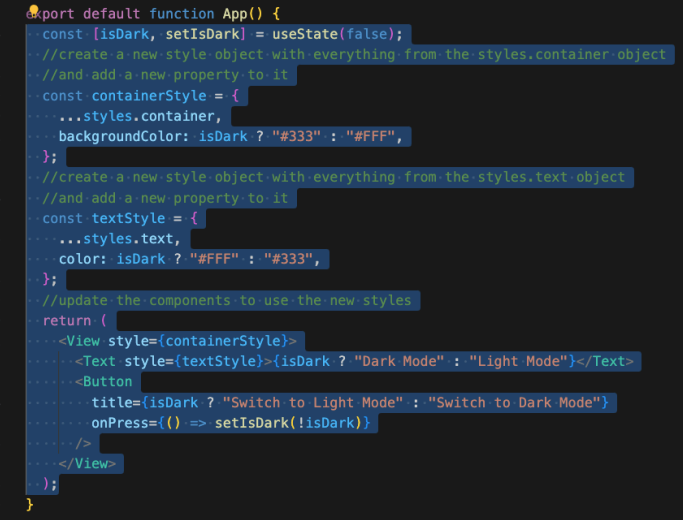 export default function App() {
  const [isDark, setIsDark] = useState(false);
  //create a new style object with everything from the styles.container object
  //and add a new property to it
  const containerStyle = {
    ...styles.container,
    backgroundColor: isDark ? "#333" : "#FFF",
  };
  //create a new style object with everything from the styles.text object
  //and add a new property to it
  const textStyle = {
    ...styles.text,
    color: isDark ? "#FFF" : "#333",
  };
  //update the components to use the new styles
  return (
    <View style={containerStyle}>
      <Text style={textStyle}>{isDark ? "Dark Mode" : "Light Mode"}</Text>
      <Button
        title={isDark ? "Switch to Light Mode" : "Switch to Dark Mode"}
        onPress={() => setIsDark(!isDark)}
      />
    </View>
  );
}